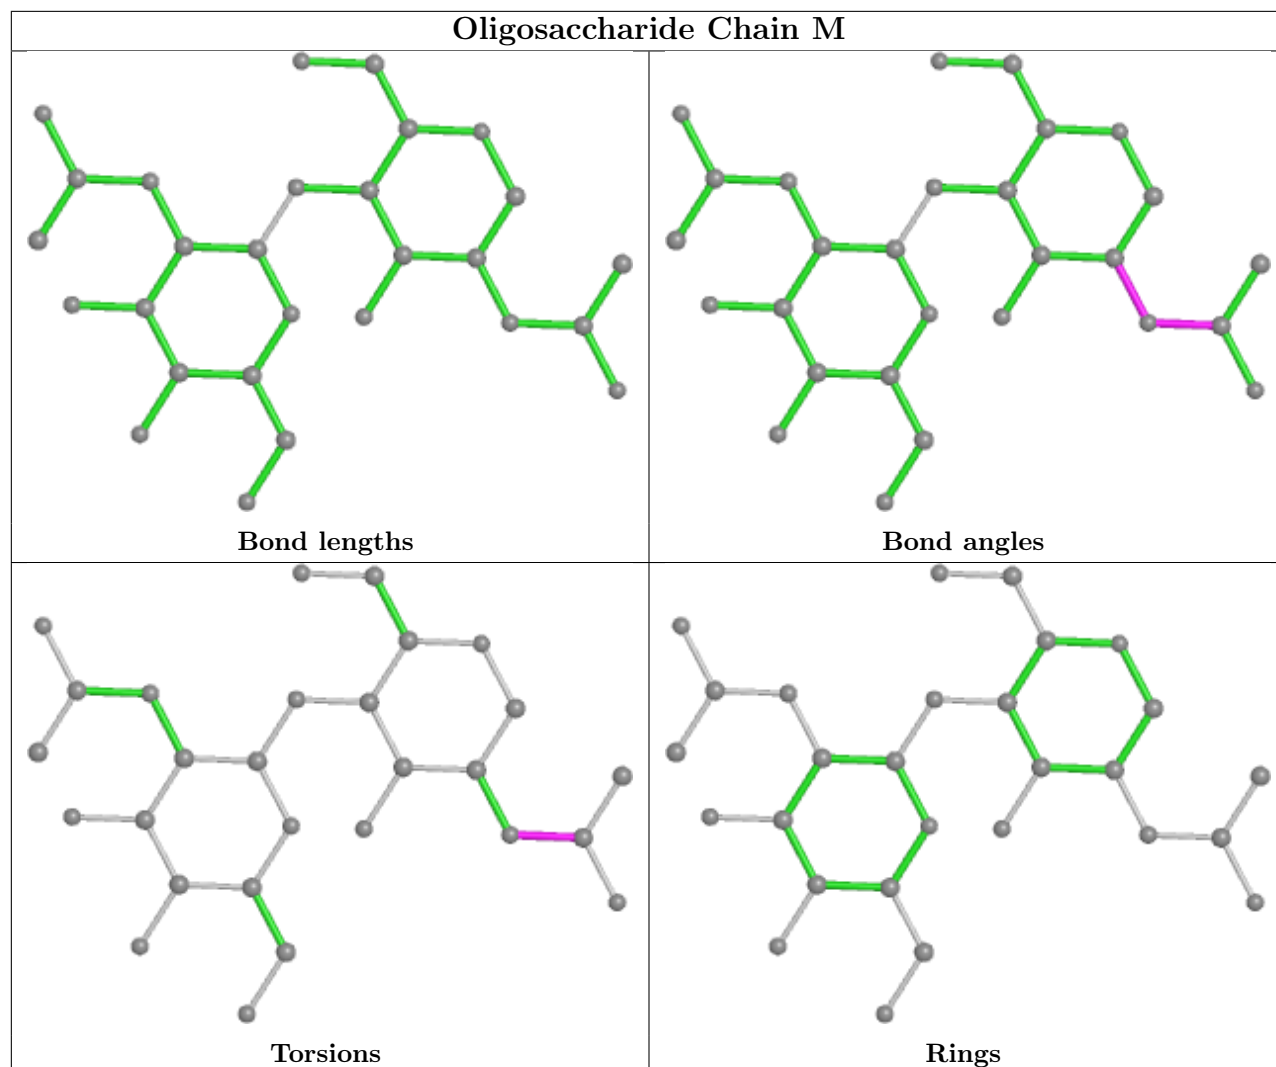 Oligosaccharide Chain M
Bond lengths
Bond angles
Torsions
Rings